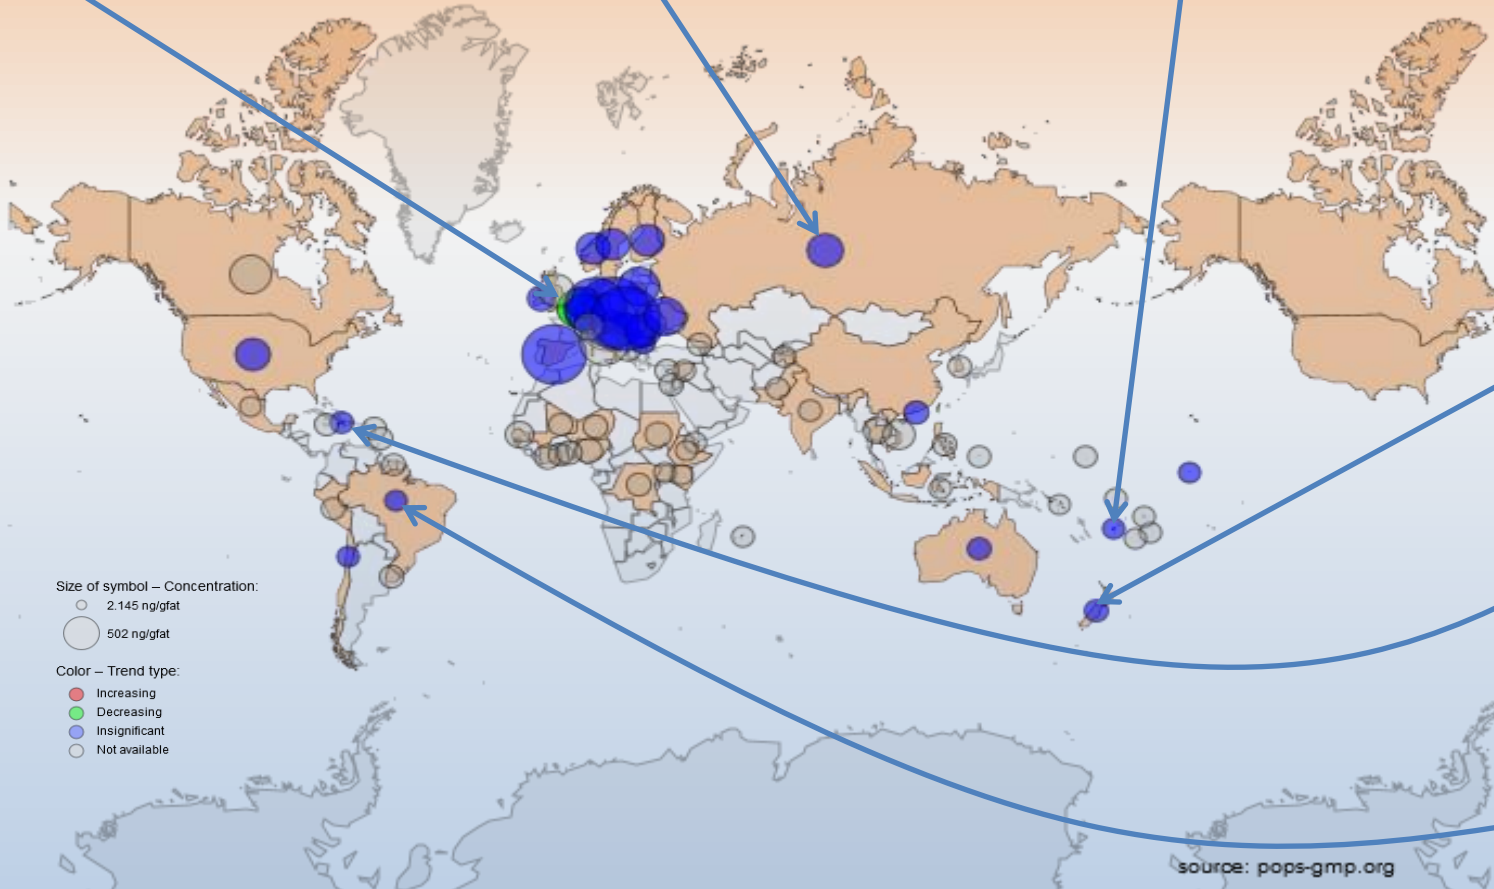 Size of symbol – Concentration:
2.145 ng/gfat
502 ng/gfat
Color – Trend type:
Increasing
Decreasing
Insignificant
Not available
source: pops-gmp.org